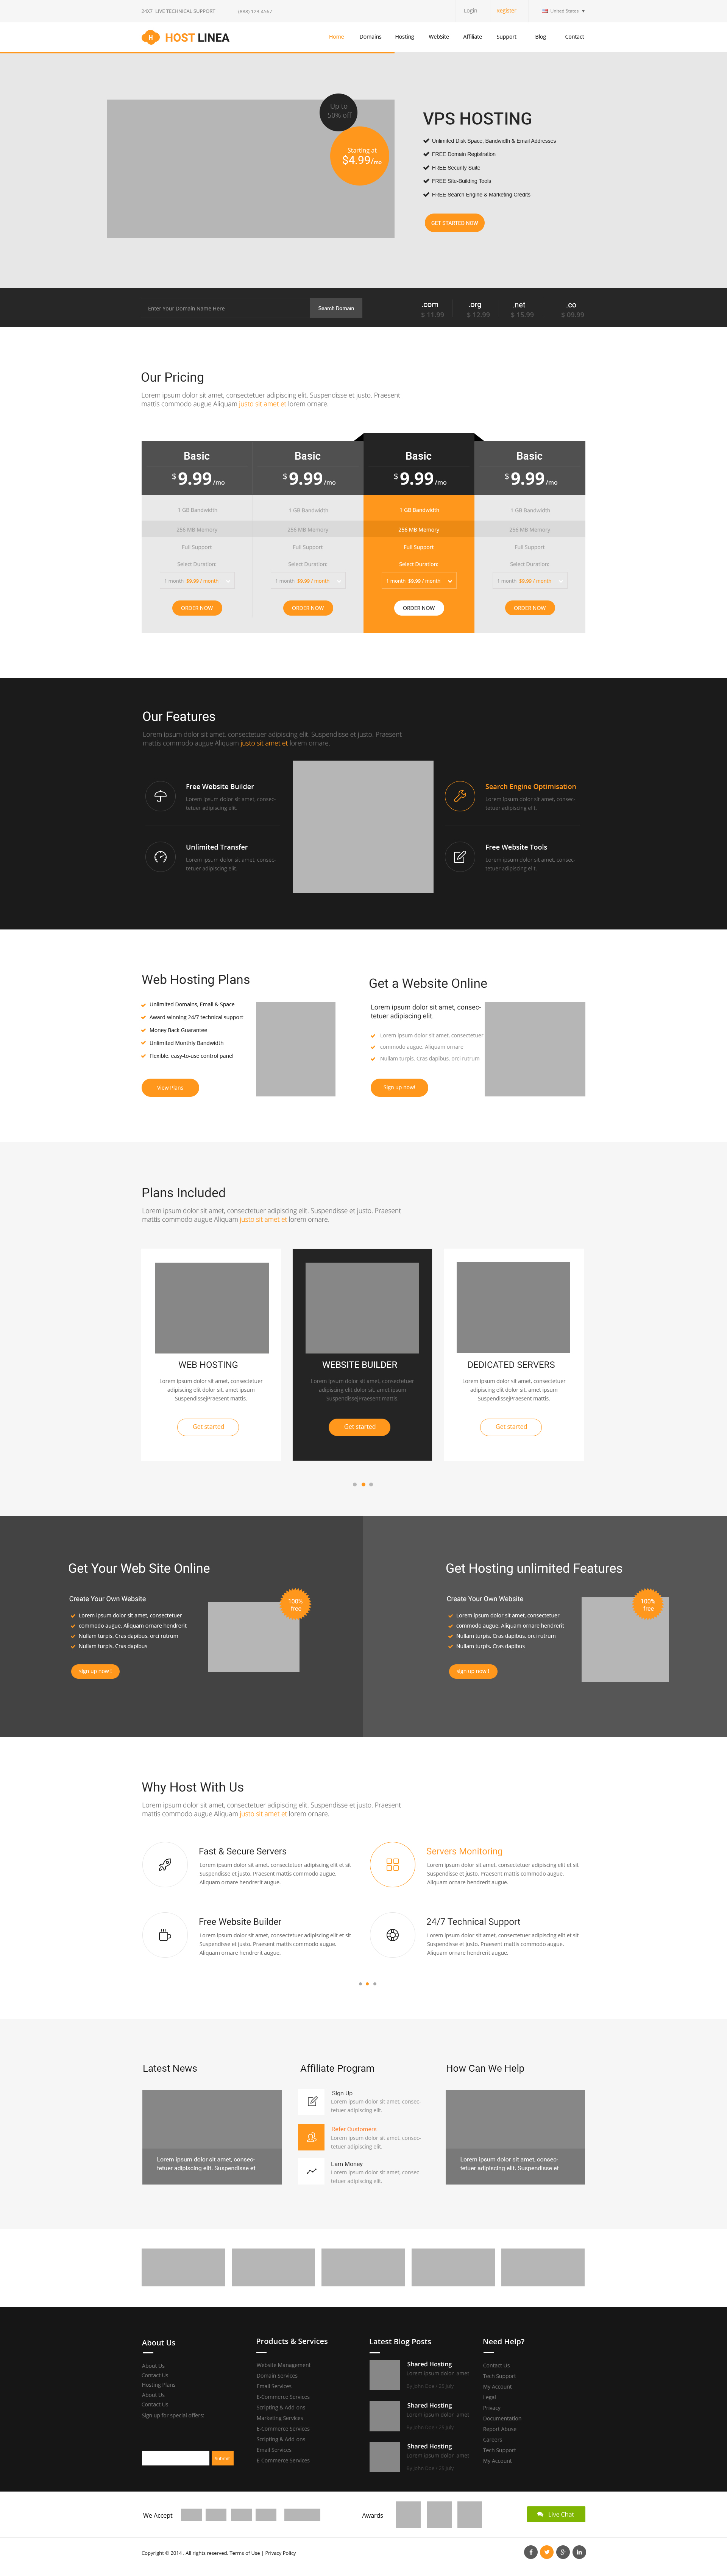 24X7 LIVE TECHNICAL SUPPORT
(888) 123-4567
Login
Register
United States
HOST LINEA
Home
Domains
Hosting
WebSite
Affiliate
Support
Blog
Contact
Up to
50% off
Starting at
$4.99/mo
VPS HOSTING
Unlimited Disk Space, Bandwidth & Email Addresses
FREE Domain Registration
FREE Security Suite
FREE Site-Building Tools
FREE Search Engine & Marketing Credits
GET STARTED NOW
Enter Your Domain Name Here
Search Domain
.com
$ 11.99
.org
$ 12.99
.net
$ 15.99
.co
$ 09.99
Our Pricing
Lorem ipsum dolor sit amet, consectetuer adipiscing elit. Suspendisse et justo. Praesent
mattis commodo augue Aliquam justo sit amet et lorem ornare.
Basic
$ 9.99 /mo
1 GB Bandwidth
256 MB Memory
Full Support
Select Duration:
1 month $9.99 / month
ORDER NOW
Basic
$ 9.99 /mo
1 GB Bandwidth
256 MB Memory
Full Support
Select Duration:
1 month $9.99 / month
ORDER NOW
Basic
$ 9.99 /mo
1 GB Bandwidth
256 MB Memory
Full Support
Select Duration:
1 month $9.99 / month
ORDER NOW
Basic
$ 9.99 /mo
1 GB Bandwidth
256 MB Memory
Full Support
Select Duration
1 month $9.99 / month
ORDER NOW
Our Features
Lorem ipsum dolor sit amet, consectetuer adipiscing elit. Suspendisse et justo. Praesent
mattis commodo augue Aliquam justo sit amet et lorem ornare.
Free Website Builder
Lorem ipsum dolor sit amet, consec-
tetuer adipiscing elit.
Unlimited Transfer
Lorem ipsum dolor sit amet, consec-
tetuer adipiscing elit.
Search Engine Optimisation
Lorem ipsum dolor sit amet, consec-
tetuer adipiscing elit.
Free Website Tools
Lorem ipsum dolor sit amet, consec-
tetuer adipiscing elit.
Web Hosting Plans
Unlimited Domains, Email & Space
Award-winning 24/7 technical support
Money Back Guarantee
Unlimited Monthly Bandwidth
Flexible, easy-to-use control panel
View Plans
Get a Website Online
Lorem ipsum dolor sit amet, consec-
tetuer adipiscing elit.
Lorem ipsum dolor sit amet, consectetuer
commodo augue. Aliquam ornare
Nullam turpis, Cras dapibus, orci rutrum
Sign up now!
Plans Included
Lorem ipsum dolor sit amet, consectetuer adipiscing elit. Suspendisse et justo. Praesent
mattis commodo augue Aliquam justo sit amet et lorem ornare.
WEB HOSTING
Lorem ipsum dolor sit amet, consectetuer
adipiscing elit dolor sit. amet ipsum
SuspendissejPraesent mattis.
Get started
WEBSITE BUILDER
Lorem ipsum dolor sit amet, consectetuer
adipiscing elit dolor sit. amet ipsum
SuspendissejPraesent mattis.
Get started
DEDICATED SERVERS
Lorem ipsum dolor sit amet, consectetuer
adipiscing elit dolor sit. amet ipsum
SuspendissejPraesent mattis.
Get started
Get Your Web Site Online
Create Your Own Website
Lorem ipsum dolor sit amet, consectetuer
commodo augue. Aliquam ornare hendrerit
Nullam turpis, Cras dapibus, orci rutrum
Nullam turpis, Cras dapibus
sign up now !
100%
free
Get Hosting unlimited Features
Create Your Own Website
Lorem ipsum dolor sit amet, consectetuer
commodo augue. Aliquam ornare hendrerit
Nullam turpis, Cras dapibus, orci rutrum
Nullam turpis. Cras dapibus
sign up now !
100%
free
Why Host With Us
Lorem ipsum dolor sit amet, consectetuer adipiscing elit. Suspendisse et justo. Praesent
mattis commodo augue Aliquam justo sit amet et lorem ornare.
Fast & Secure Servers
Lorem ipsum dolor sit amet, consectetuer adipiscing elit et sit
Suspendisse et justo. Praesent mattis commodo augue.
Aliquam ornare hendrerit augue.
Servers Monitoring
Lorem ipsum dolor sit amet, consectetuer adipiscing elit et sit
Suspendisse et justo. Praesent mattis commodo augue.
Aliquam ornare hendrerit augue.
Free Website Builder
Lorem ipsum dolor sit amet, consectetuer adipiscing elit et sit
Suspendisse et justo. Praesent mattis commodo augue.
Aliquam ornare hendrerit augue.
24/7 Technical Support
Lorem ipsum dolor sit amet, consectetuer adipiscing elit et sit
Suspendisse et justo. Praesent mattis commodo augue.
Aliquam ornare hendrerit augue.
Latest News
Lorem ipsum dolor sit amet, consec-
tetuer adipiscing elit. Suspendisse et
Affiliate Program
Sign Up
Lorem ipsum dolor sit amet, consec-
tetuer adipiscing elit.
Refer Customers
Lorem ipsum dolor sit amet, consec-
tetuer adipiscing elit.
Earn Money
Lorem ipsum dolor sit amet, consec-
tetuer adipiscing elit.
How Can We Help
Lorem ipsum dolor sit amet, consec-
tetuer adipiscing elit. Suspendisse et
About Us
About Us
Contact Us
Hosting Plans
About Us
Contact Us
Sign up for special offers:
Submit
Products & Services
Website Management
Domain Services
Email Services
E-Commerce Services
Scripting & Add-ons
Marketing Services
E-Commerce Services
Scripting & Add-ons
Email Services
E-Commerce Services
Latest Blog Posts
Shared Hosting
Lorem ipsum dolor amet
By John Doe / 25 July
Shared Hosting
Lorem ipsum dolor amet
By John Doe / 25 July
Shared Hosting
Lorem ipsum dolor amet
By John Doe / 25 July
Need Help?
Contact Us
Tech Support
My Account
Legal
Privacy
Documentation
Report Abuse
Careers
Tech Support
My Account
We Accept
Awards
Live Chat
Copyright © 2014 . All rights reserved. Terms of Use | Privacy Policy